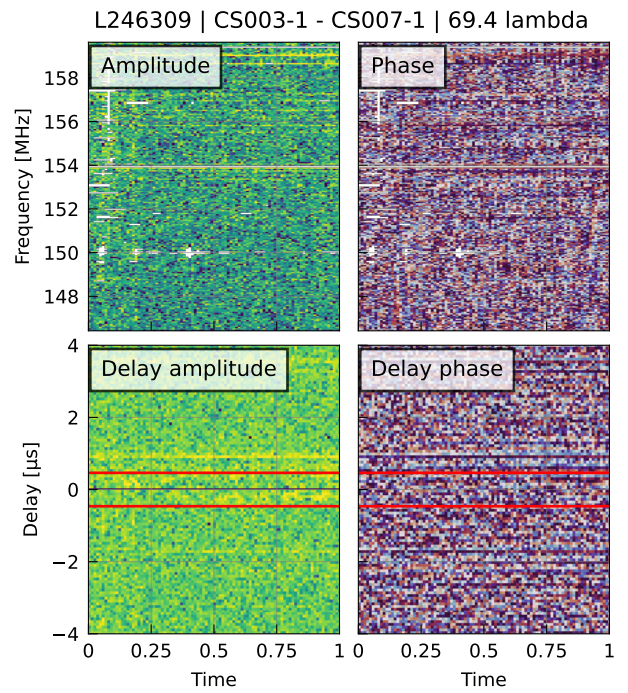 L246309 | CS003-1 - CS007-1 | 69.4 lambda
Amplitude
Phase
Frequency [MHz]
158
156
154
152
150
148
Delay amplitude
Delay phase
Delay [μs]
4
2
0
−2
−4
0 0.25 0.5 0.75 1
0 0.25 0.5 0.75 1
Time
Time